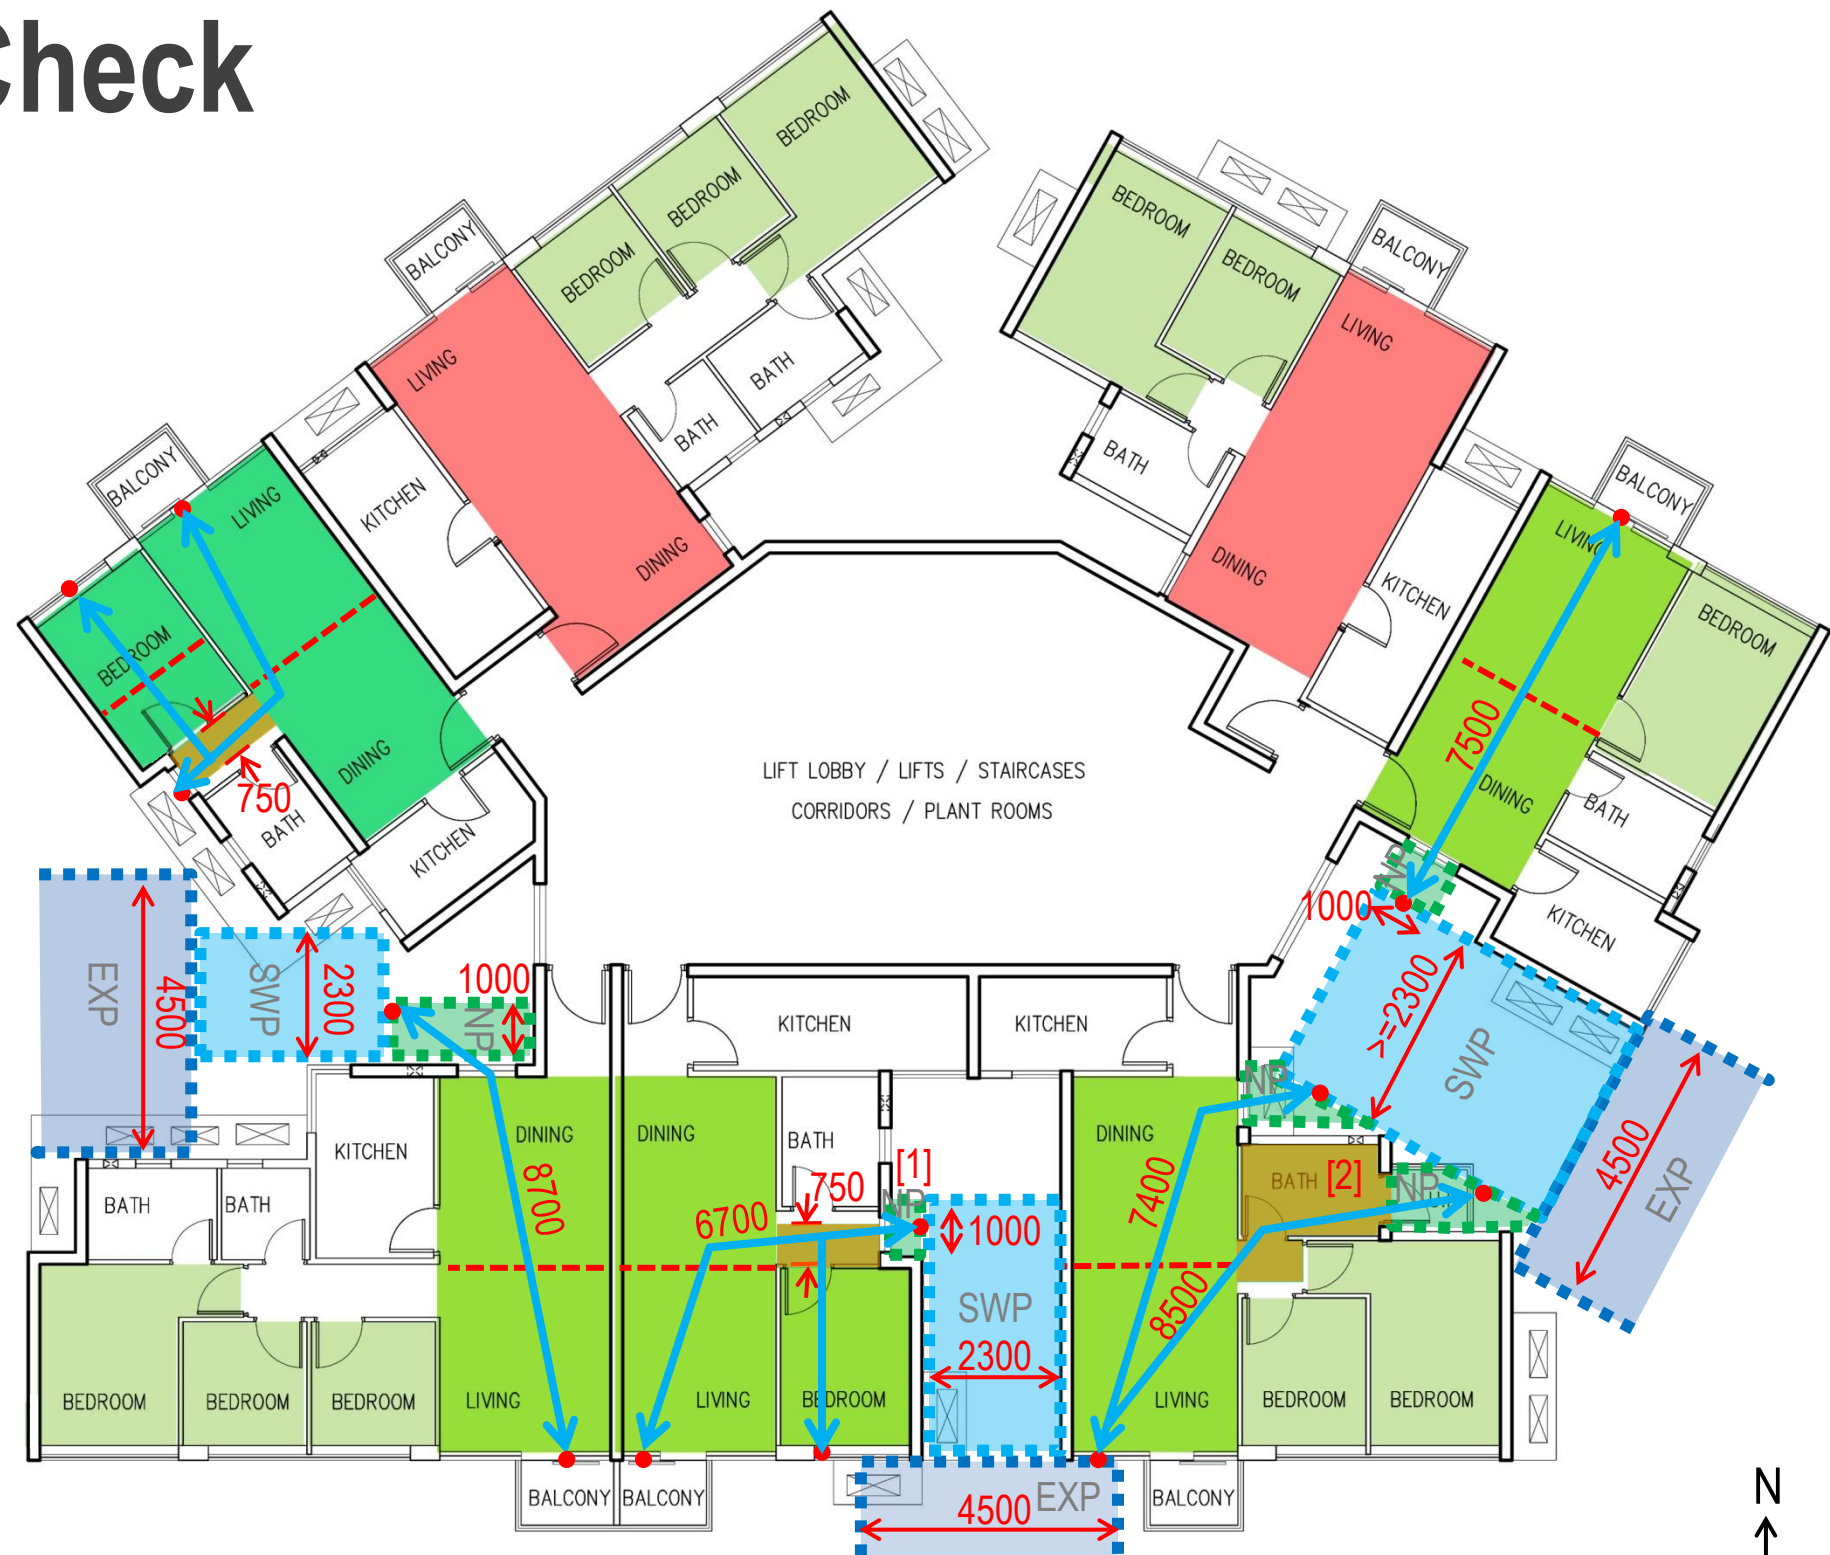 Check
BEDROOM
BEDROOM
BEDROOM
BALCONY
BEDROOM
BEDROOM
BALCONY
LIVING
LIVING
BATH
BATH
BATH
BALCONY
LIVING
KITCHEN
DINING
DINING
KITCHEN
BALCONY
LIVING
BEDROOM
BEDROOM
DINING
750
BATH
KITCHEN
LIFT LOBBY / LIFTS / STAIRCASES
CORRIDORS / PLANT ROOMS
7500
DINING
BATH
KITCHEN
NP
1000
EXP
4500
SWP
2300
1000
NP
KITCHEN
KITCHEN
>=2300
SWP
NP
4500
EXP
KITCHEN
DINING
DINING
BATH
[1]
NP
750
DINING
BATH
[2]
NP
BATH
BATH
8700
6700
1000
7400
8500
SWP
2300
BEDROOM
BEDROOM
BEDROOM
LIVING
LIVING
BEDROOM
LIVING
BEDROOM
BEDROOM
BALCONY
BALCONY
4500
EXP
BALCONY
N